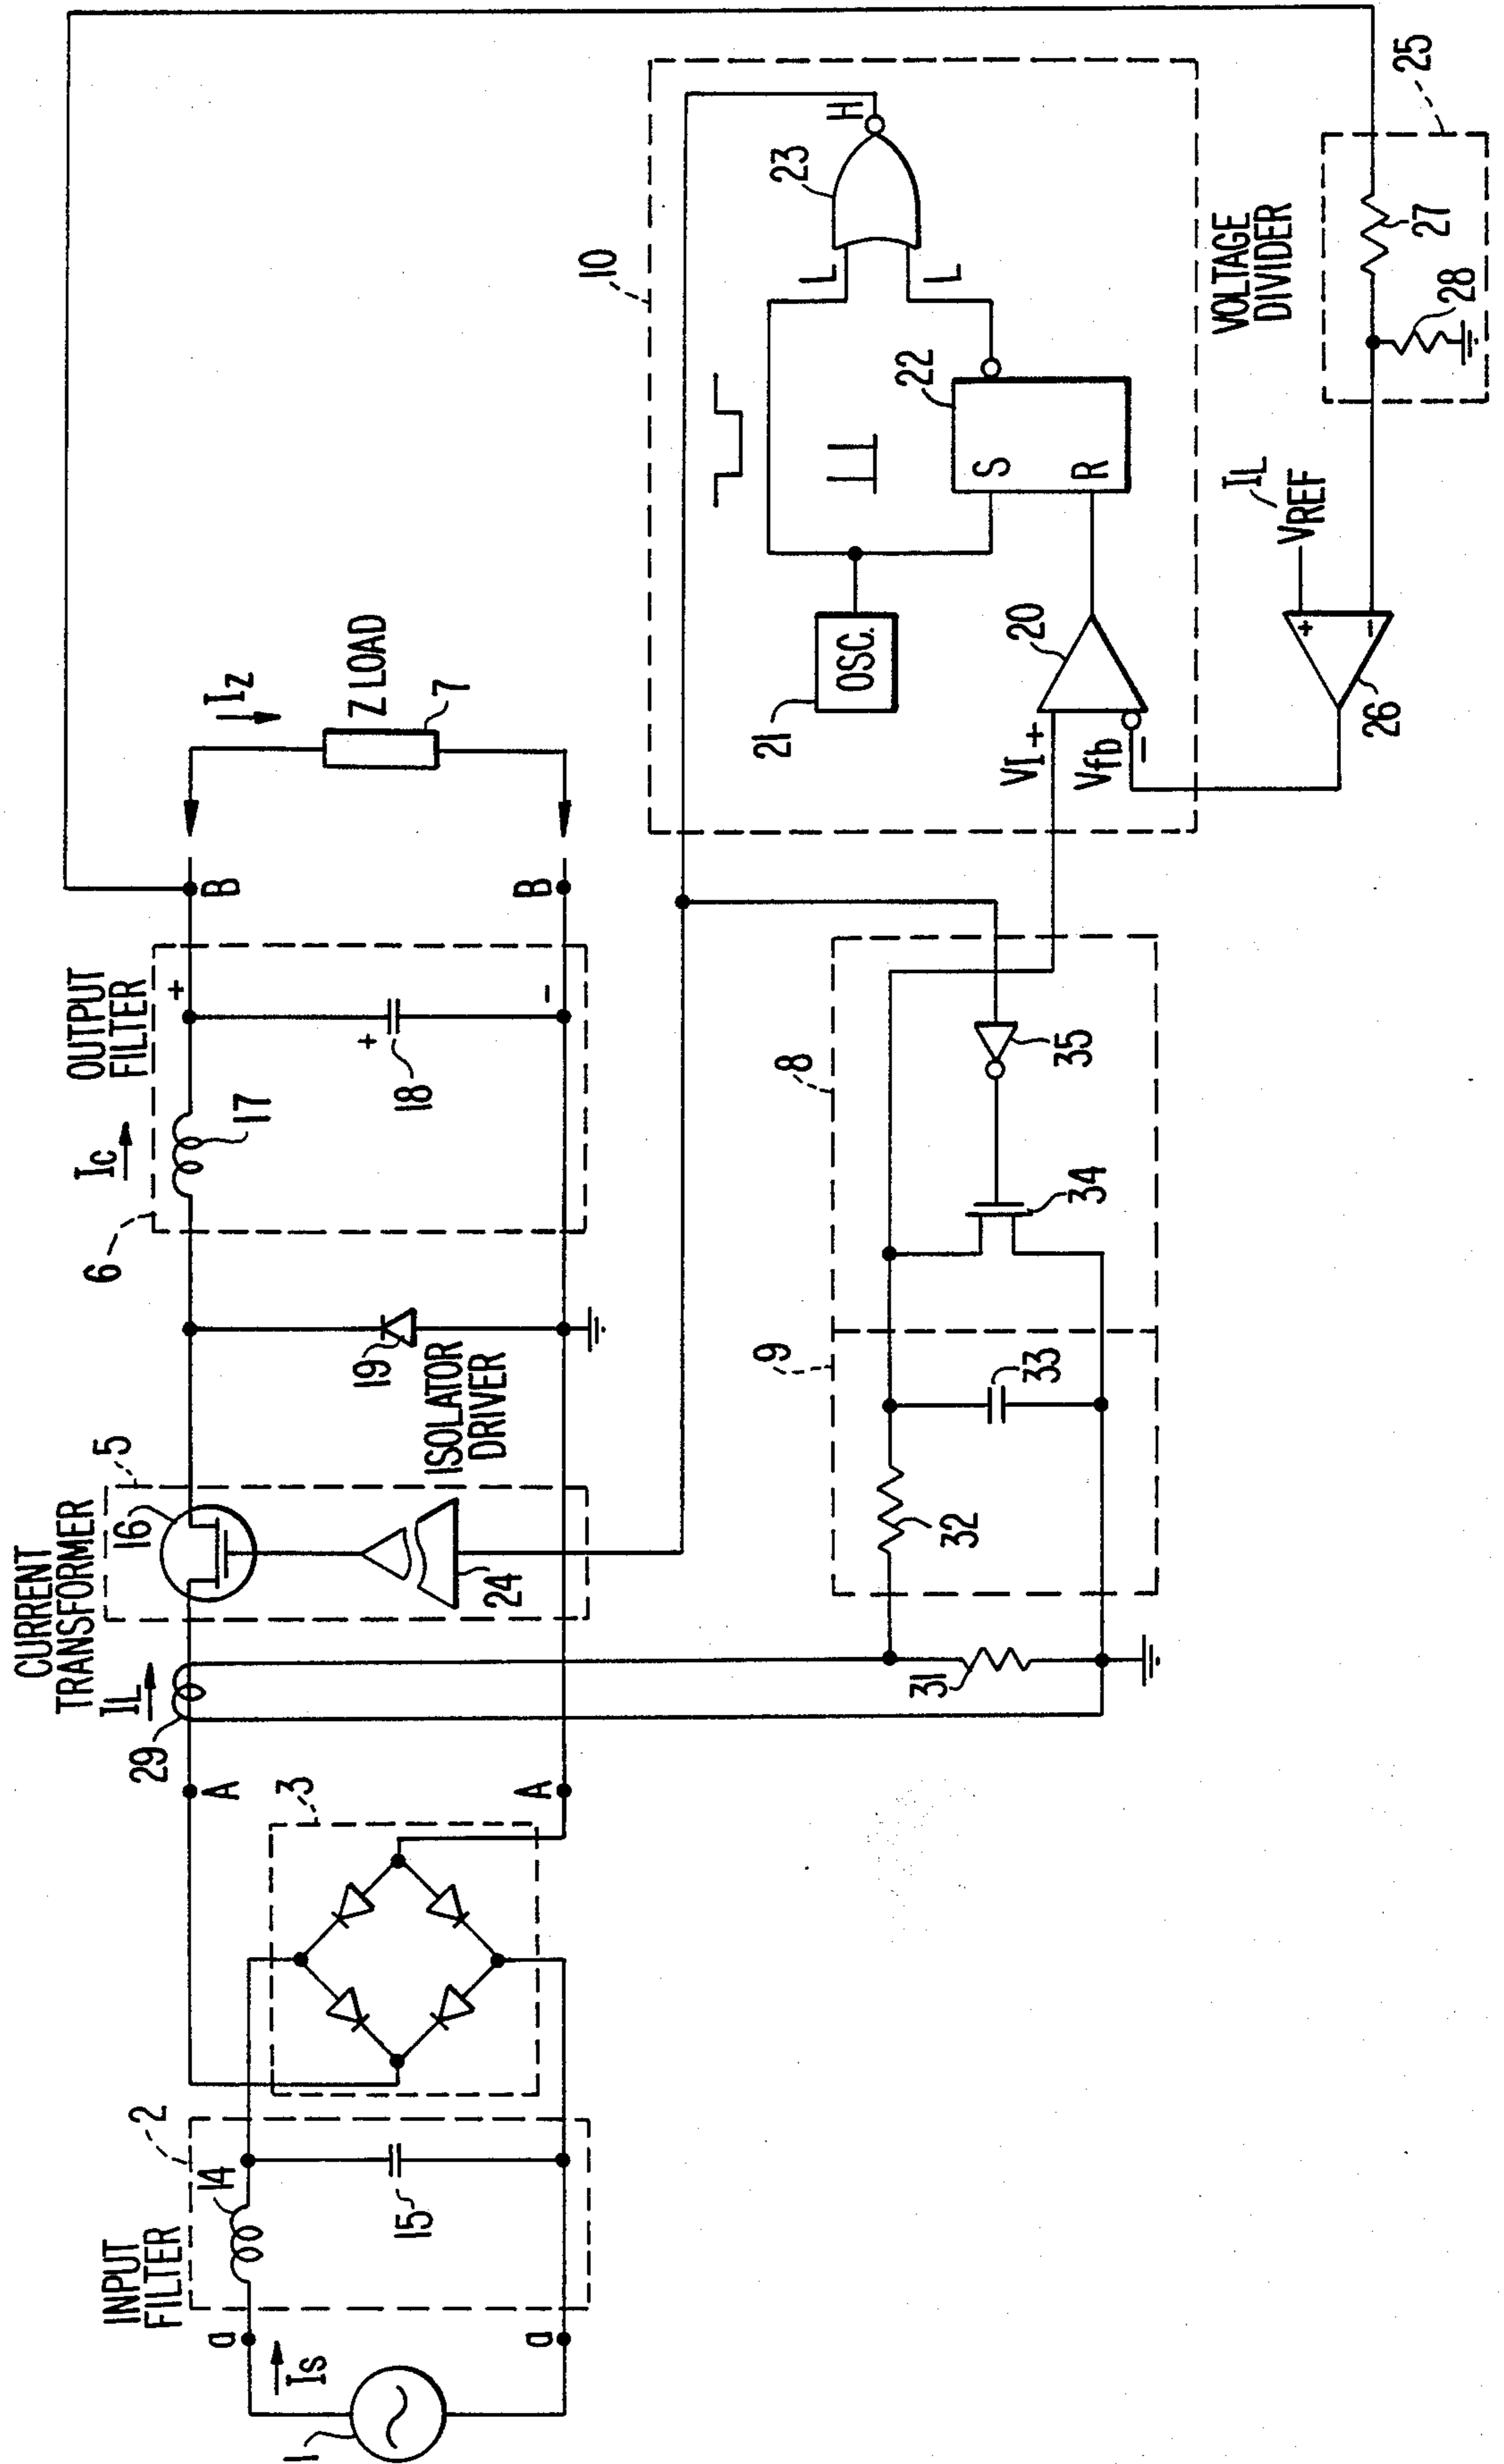 1
Is
a
a
INPUT
FILTER
2
14
15
3
A
A
CURRENT
TRANSFORMER
29
IL
5
16
24
ISOLATOR
DRIVER
19
OUTPUT
FILTER
6
Ic
17
+
-
+
18
B
B
Iz
Z LOAD
7
31
9
32
33
8
34
35
10
VI +
Vfb -
20
21
OSC.
22
S
R
L
L
23
H
VOLTAGE
DIVIDER
25
27
28
IL
VREF
+
-
26